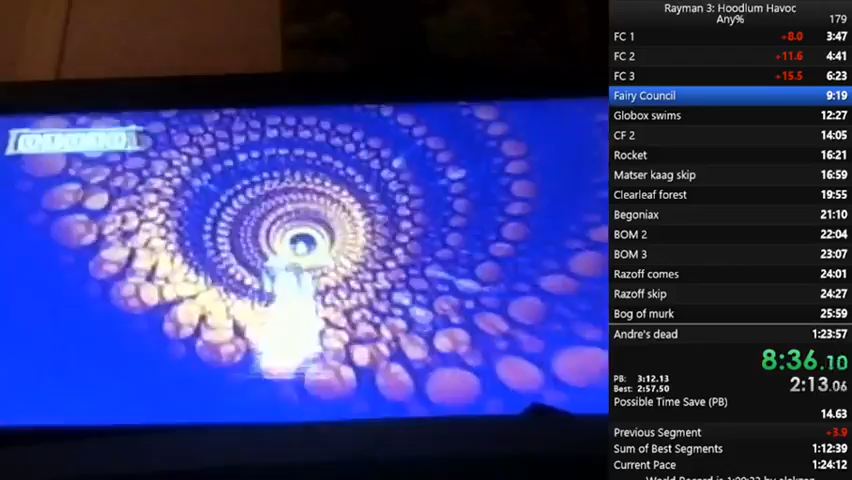 Rayman 3: Hoodlum Havoc
Any% 179
FC 1 +8.0 3:47
FC 2 +11.6 4:41
FC 3 +15.5 6:23
Fairy Council 9:19
Globox swims 12:27
CF 2 14:05
Rocket 16:21
Matser kaag skip 16:59
Clearleaf forest 19:55
Begoniax 21:10
BOM 2 22:04
BOM 3 23:07
Razoff comes 24:01
Razoff skip 24:27
Bog of murk 25:59
Andre's dead 1:23:57
8:36.10
PB: 3:12.13
Best: 2:57.50 2:13.06
Possible Time Save (PB)
14.63
Previous Segment +3.9
Sum of Best Segments 1:12:39
Current Pace 1:24:12
World Record is